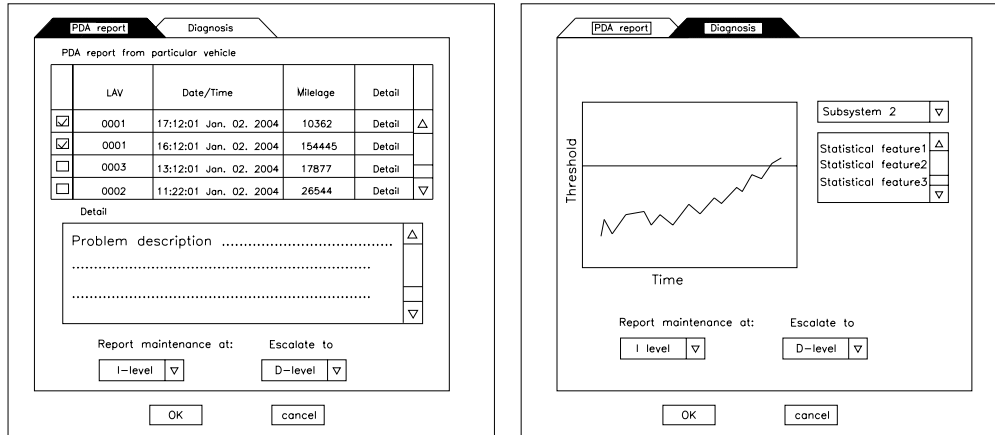 PDA report Diagnosis
PDA report from particular vehicle
LAV Date/Time Milelage Detail
0001 17:12:01 Jan. 02. 2004 10362 Detail
0001 16:12:01 Jan. 02. 2004 154445 Detail
0003 13:12:01 Jan. 02. 2004 17877 Detail
0002 11:22:01 Jan. 02. 2004 26544 Detail
Detail
Problem description ......................................
..................................................................
..................................................................
Report maintenance at: Escalate to
I-level D-level
OK cancel
PDA report Diagnosis
Subsystem 2
Statistical feature1
Statistical feature2
Statistical feature3
Threshold
Time
Report maintenance at: Escalate to
I level D-level
OK cancel